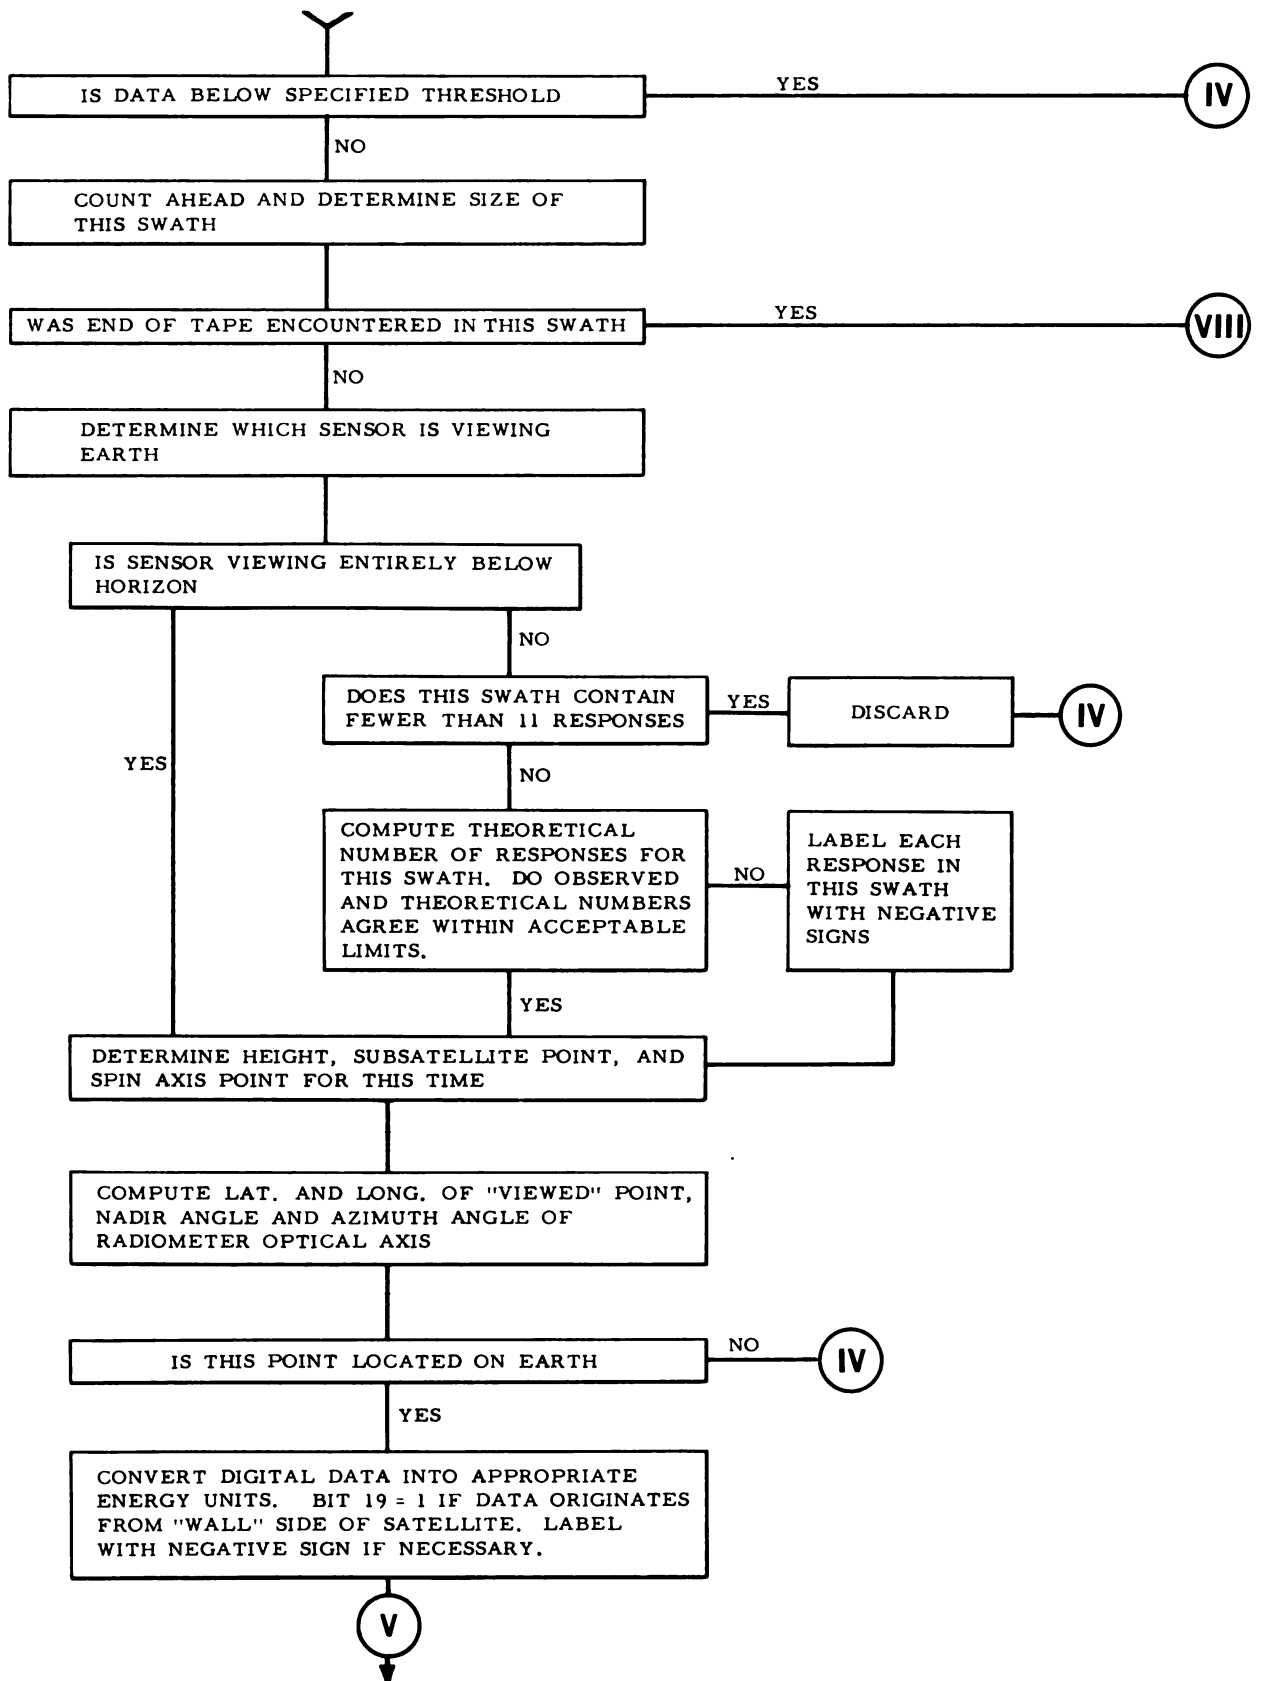 IS DATA BELOW SPECIFIED THRESHOLD
YES
IV
NO
COUNT AHEAD AND DETERMINE SIZE OF
THIS SWATH
WAS END OF TAPE ENCOUNTERED IN THIS SWATH
YES
VIII
NO
DETERMINE WHICH SENSOR IS VIEWING
EARTH
IS SENSOR VIEWING ENTIRELY BELOW
HORIZON
NO
DOES THIS SWATH CONTAIN
FEWER THAN 11 RESPONSES
YES
DISCARD
IV
YES
NO
COMPUTE THEORETICAL
NUMBER OF RESPONSES FOR
THIS SWATH. DO OBSERVED
AND THEORETICAL NUMBERS
AGREE WITHIN ACCEPTABLE
LIMITS.
NO
LABEL EACH
RESPONSE IN
THIS SWATH
WITH NEGATIVE
SIGNS
YES
DETERMINE HEIGHT, SUBSATELLITE POINT, AND
SPIN AXIS POINT FOR THIS TIME
COMPUTE LAT. AND LONG. OF "VIEWED" POINT,
NADIR ANGLE AND AZIMUTH ANGLE OF
RADIOMETER OPTICAL AXIS
IS THIS POINT LOCATED ON EARTH
NO
IV
YES
CONVERT DIGITAL DATA INTO APPROPRIATE
ENERGY UNITS. BIT 19 = 1 IF DATA ORIGINATES
FROM "WALL" SIDE OF SATELLITE. LABEL
WITH NEGATIVE SIGN IF NECESSARY.
V